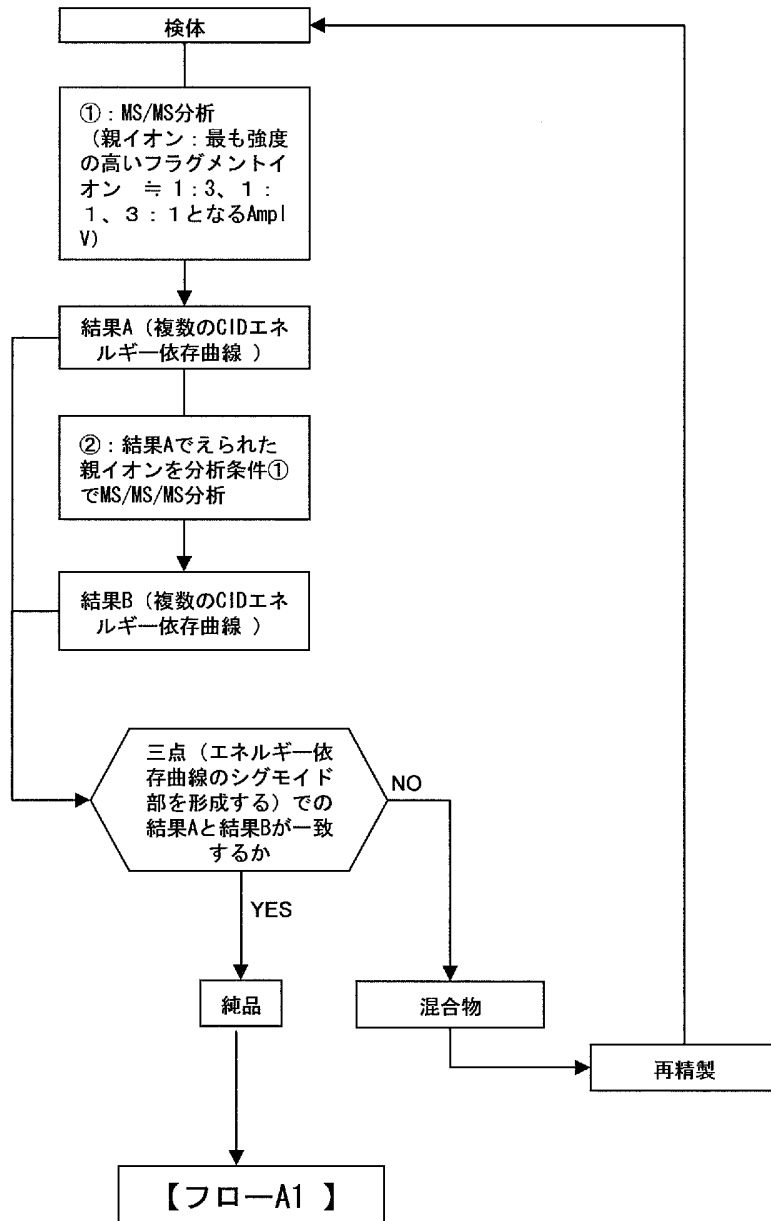 検体
①:MS/MS分析
(親イオン:最も強度
の高いフラグメントイ
オン ≒ 1:3、1:
1、3:1となるAmpl
V)
結果A(複数のCIDエネ
ルギー依存曲線 )
②:結果Aでえられた
親イオンを分析条件①
でMS/MS/MS分析
結果B(複数のCIDエネ
ルギー依存曲線 )
三点(エネルギー依
存曲線のシグモイド
部を形成する)での
結果Aと結果Bが一致
するか
NO
YES
純品
混合物
再精製
【フローA1 】